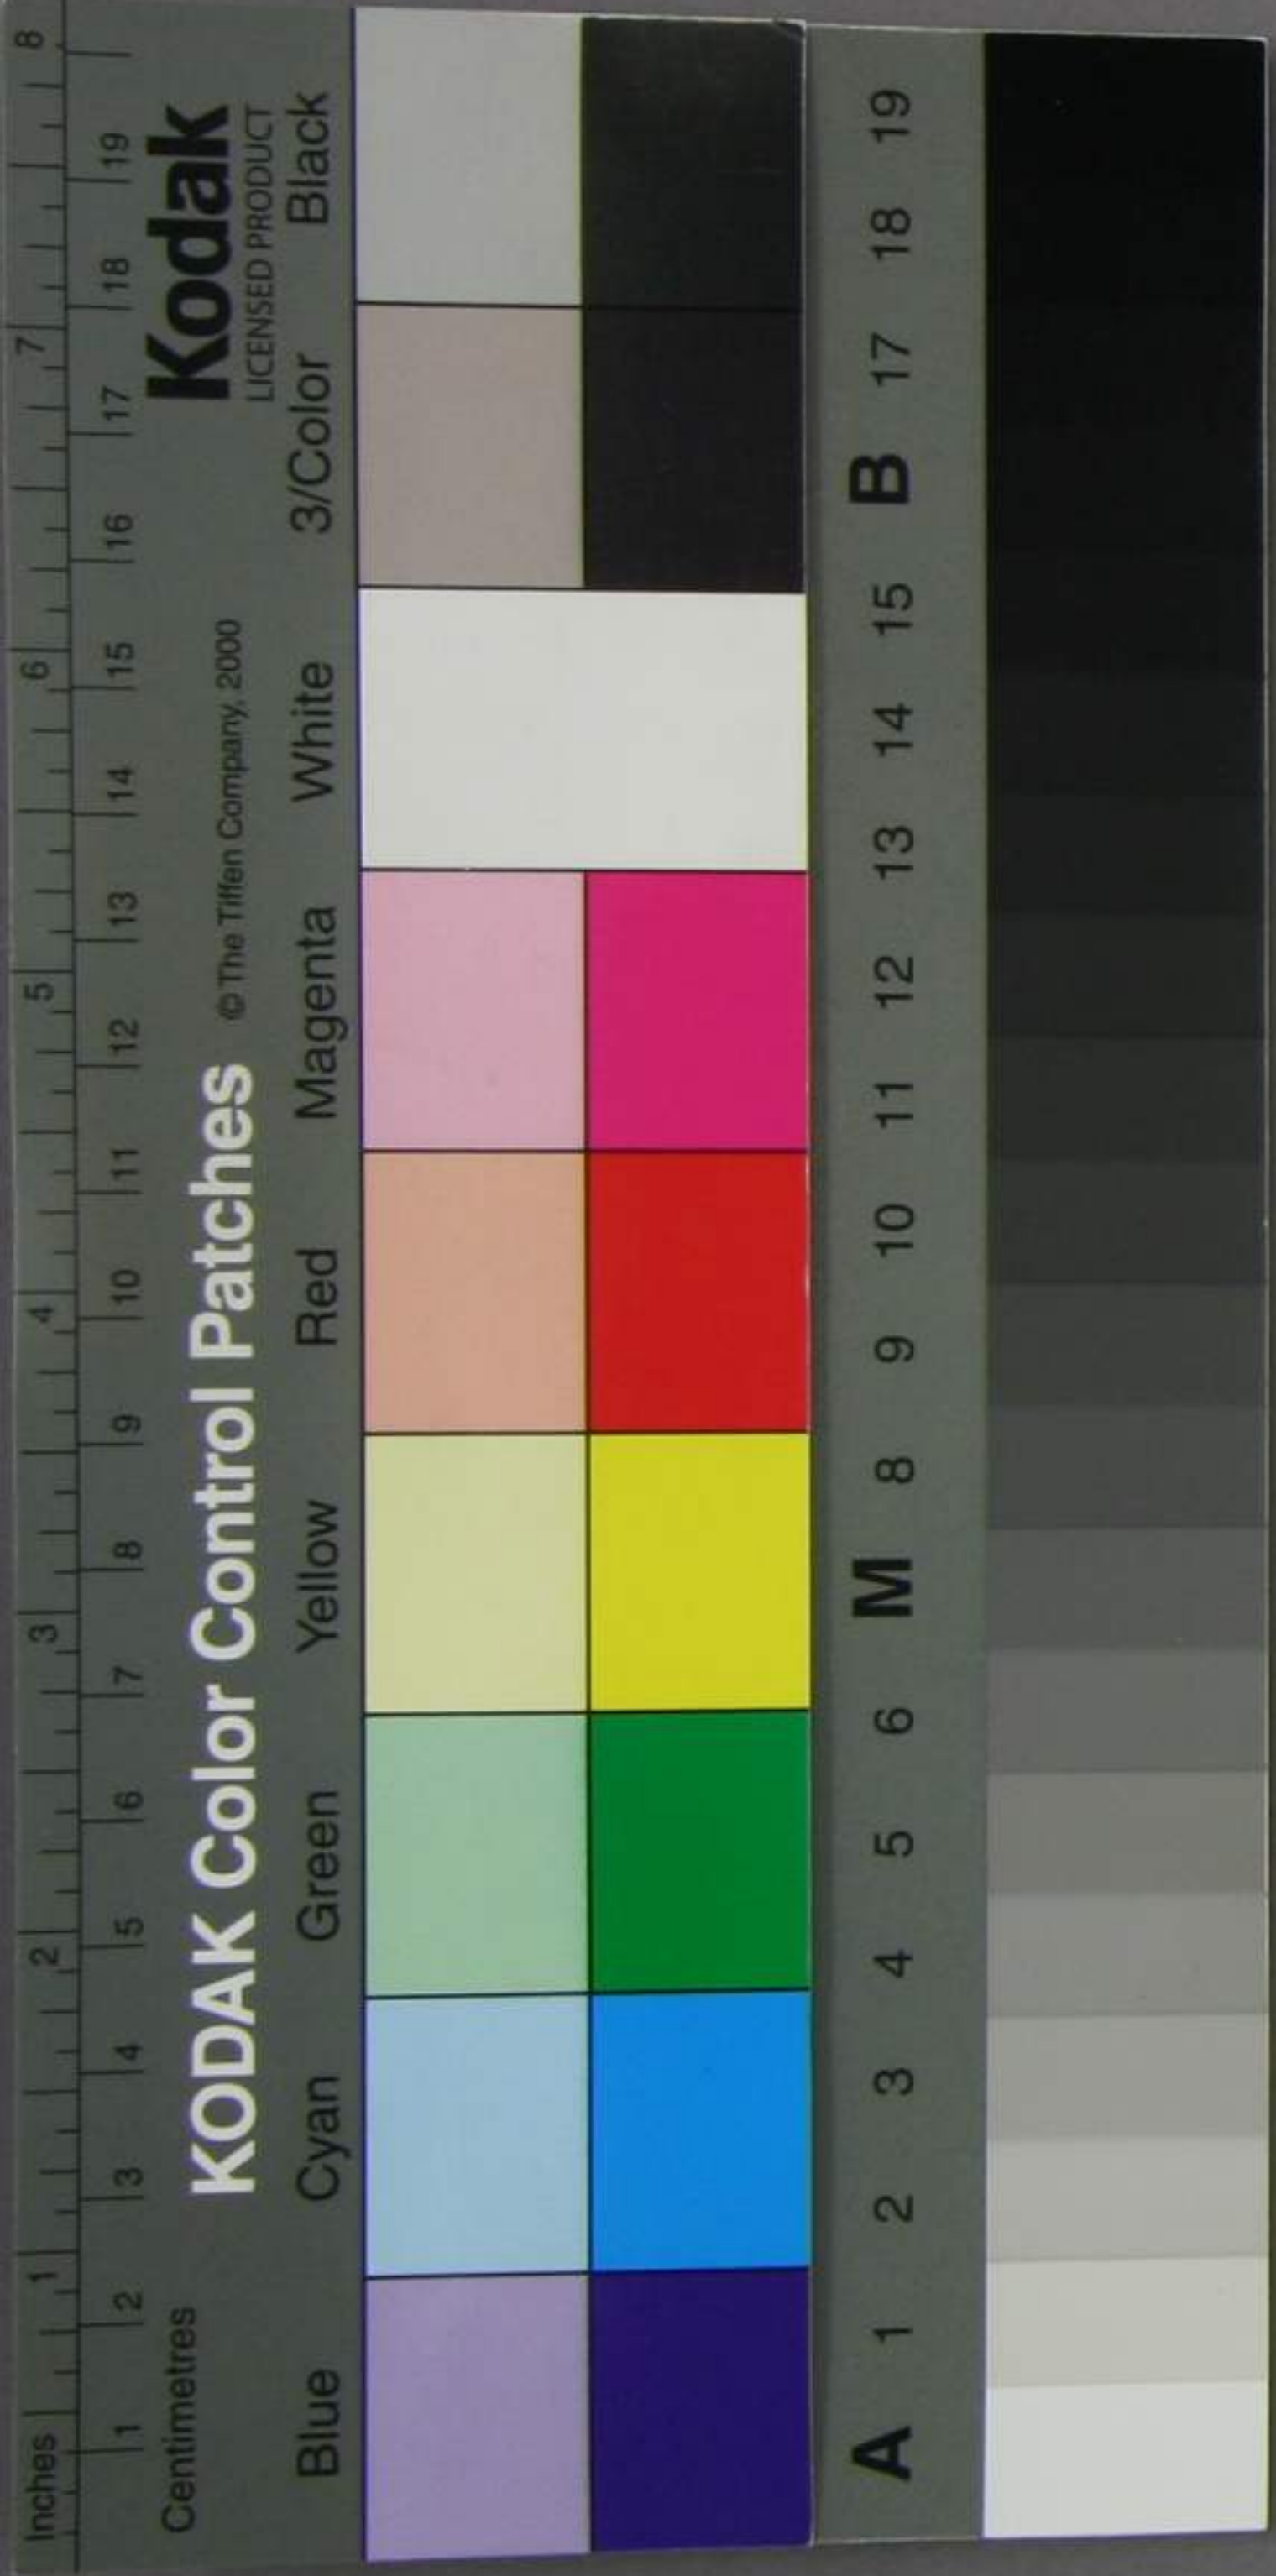 Inches 1 2 3 4 5 6 7 8
1 2 3 4 5 6 7 8 9 10 11 12 13 14 15 16 17 18 19
Centimetres
KODAK Color Control Patches © The Tiffen Company, 2000
Kodak
LICENSED PRODUCT
Blue Cyan Green Yellow Red Magenta White 3/Color Black
A 1 2 3 4 5 6 M 8 9 10 11 12 13 14 15 B 17 18 19